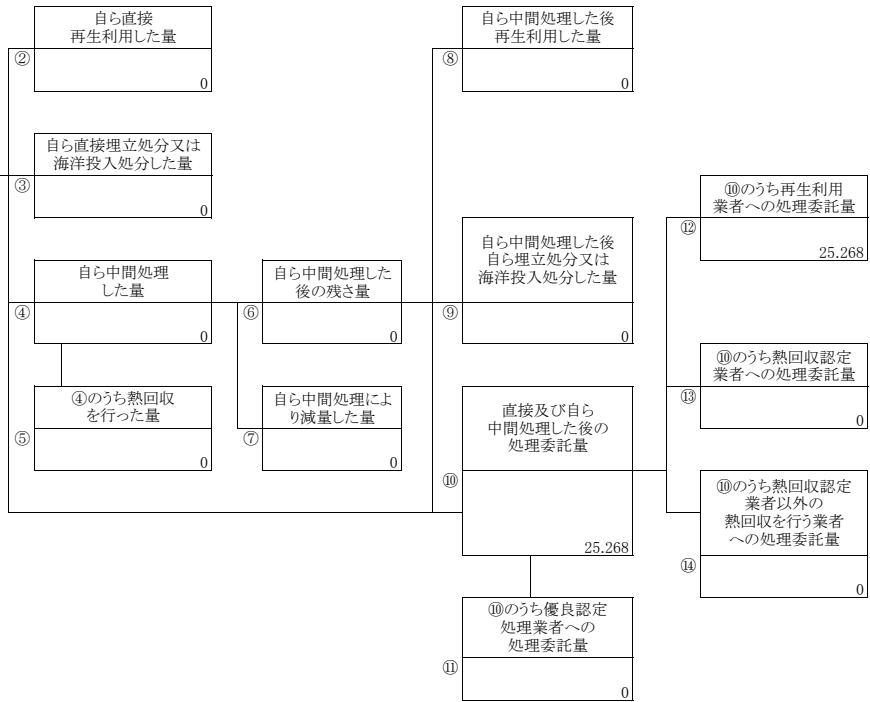 自ら直接
再生利用した量
②
0
自ら直接埋立処分又は
海洋投入処分した量
③
0
自ら中間処理
した量
④
0
④のうち熱回収
を行った量
⑤
0
自ら中間処理した
後の残さ量
⑥
0
自ら中間処理によ
り減量した量
⑦
0
自ら中間処理した後
再生利用した量
⑧
0
自ら中間処理した後
自ら埋立処分又は
海洋投入処分した量
⑨
0
直接及び自ら
中間処理した後の
処理委託量
⑩
25.268
⑩のうち優良認定
処理業者への
処理委託量
⑪
0
⑩のうち再生利用
業者への処理委託量
⑫
25.268
⑩のうち熱回収認定
業者への処理委託量
⑬
0
⑩のうち熱回収認定
業者以外の
熱回収を行う業者
への処理委託量
⑭
0